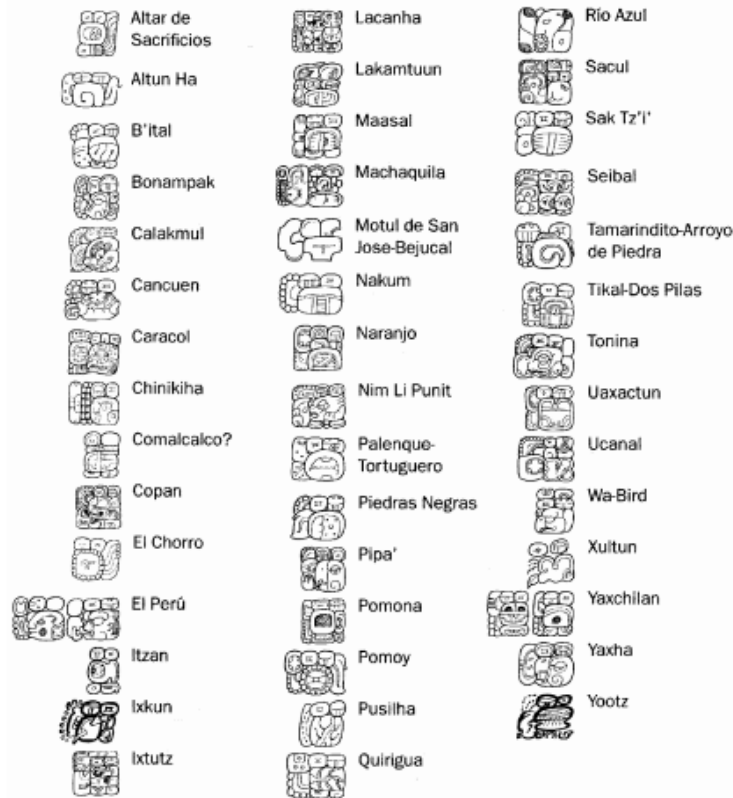 Altar de
Sacrificios
Altun Ha
B'ital
Bonampak
Calakmul
Cancuen
Caracol
Chinikiha
Comalcalco?
Copan
El Chorro
El Perú
Itzan
Ixkun
Ixtutz
Lacanha
Lakamtuun
Maasal
Machaquila
Motul de San
Jose-Bejucal
Nakum
Naranjo
Nim Li Punit
Palenque-
Tortuguero
Piedras Negras
Pipa'
Pomona
Pomoy
Pusilha
Quirigua
Río Azul
Sacul
Sak Tz'i'
Seibal
Tamarindito-Arroyo
de Piedra
Tikal-Dos Pilas
Tonina
Uaxactun
Ucanal
Wa-Bird
Xultun
Yaxchilan
Yaxha
Yootz